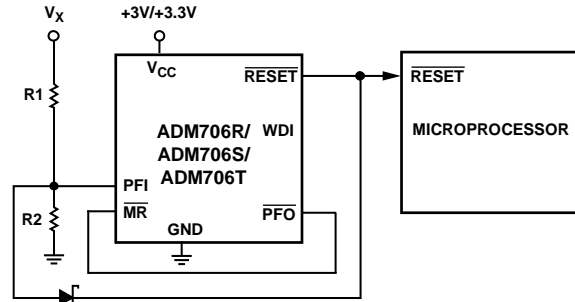 VX
+3V/+3.3V
VCC
RESET
RESET
R1
ADM706R/
ADM706S/
ADM706T
WDI
MICROPROCESSOR
PFI
R2
MR
PFO
GND